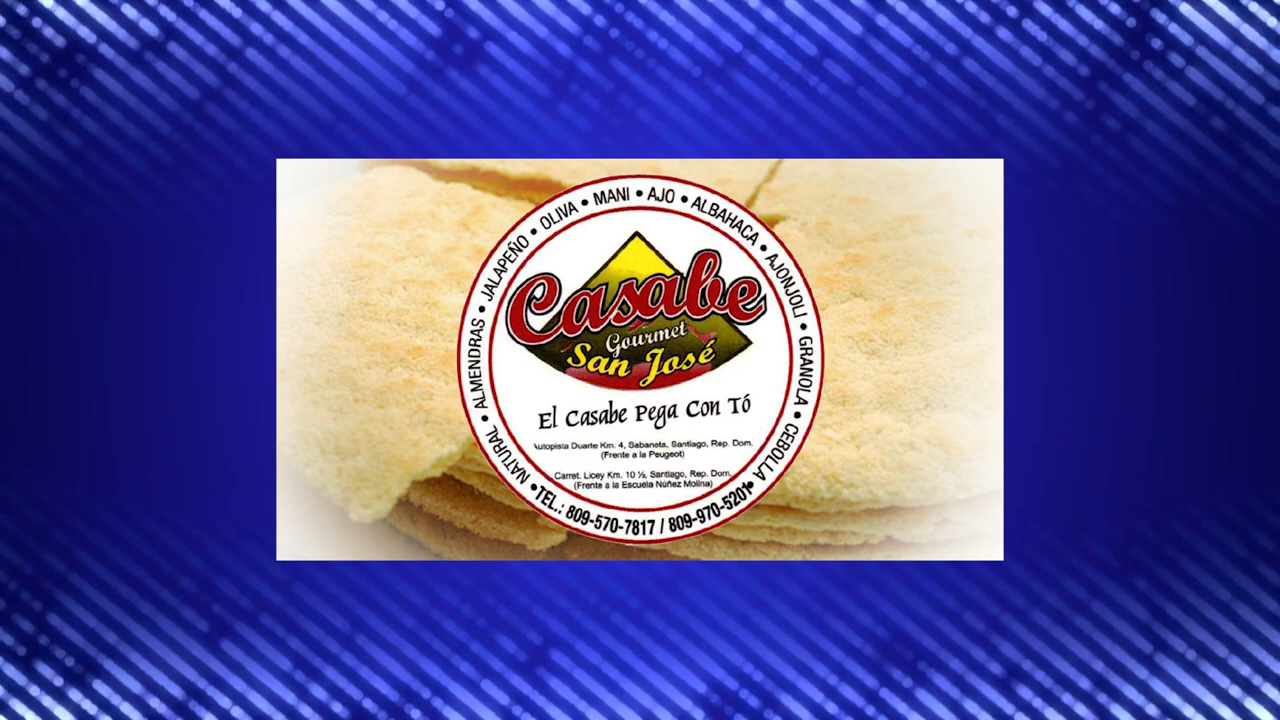 NATURAL • ALMENDRAS • JALAPEÑO • OLIVA • MANI • AJO • ALBAHACA • AJONJOLI • GRANOLA • CEBOLLA
Casabe
Gourmet
San José
El Casabe Pega Con Tó
Autopista Duarte Km. 4, Sabaneta, Santiago, Rep. Dom.
(Frente a la Peugeot)
Carret. Licey Km. 10 ½, Santiago, Rep. Dom.
(Frente a la Escuela Núñez Molina)
•TEL.: 809-570-7817 / 809-970-5201•